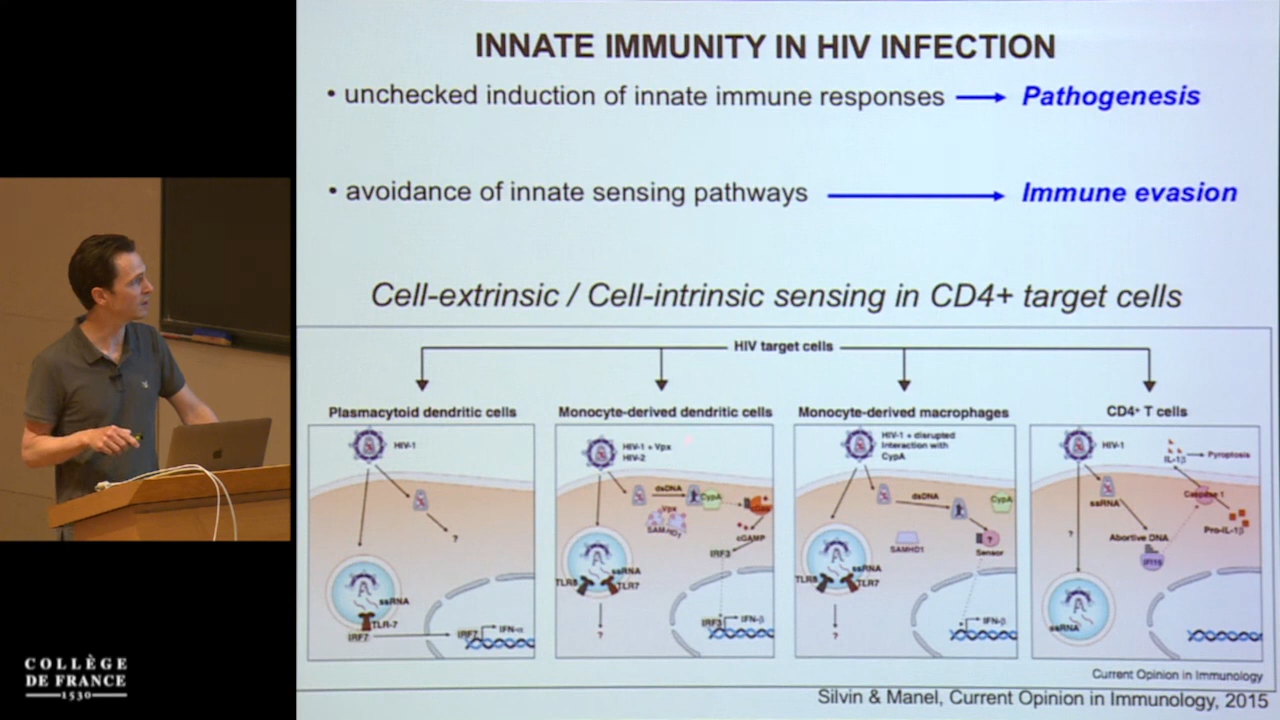 INNATE IMMUNITY IN HIV INFECTION
• unchecked induction of innate immune responses
Pathogenesis
• avoidance of innate sensing pathways
Immune evasion
Cell-extrinsic / Cell-intrinsic sensing in CD4+ target cells
HIV target cells
Plasmacytoid dendritic cells
HIV-1
?
ssRNA
TLR-7
IRF7
IRF7
IFN-α
Monocyte-derived dendritic cells
HIV-1 + Vpx
HIV-2
dsDNA
CypA
Vpx
cGAMP
IRF3
ssRNA
TLR8
TLR7
IRF3
IFN-β
?
Monocyte-derived macrophages
HIV-1 + disrupted
interaction with
CypA
dsDNA
CypA
SAMHD1
?
Sensor
ssRNA
TLR8
TLR7
IFN-β
?
CD4+ T cells
HIV-1
IL-1β
Pyroptosis
ssRNA
Caspase-1
Pro-IL-1β
?
Abortive DNA
IFI16
ssRNA
Current Opinion in Immunology
Silvin & Manel, Current Opinion in Immunology, 2015
COLLÈGE
DE FRANCE
1530